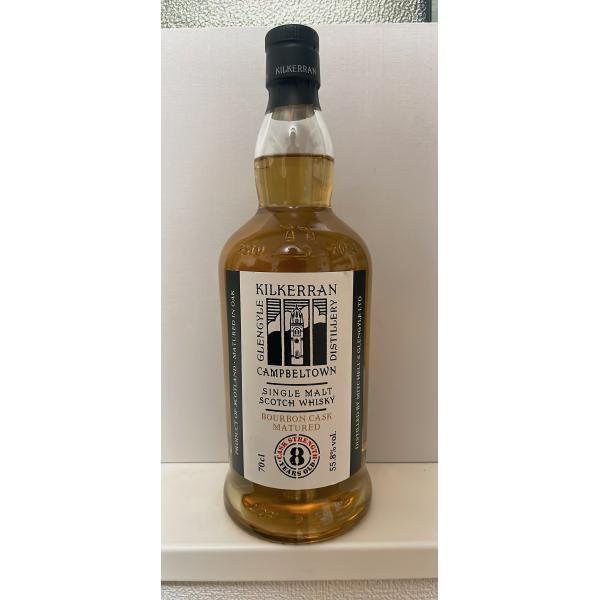 KILKERRAN
KILKERRAN
GLENGYLE
DISTILLERY
CAMPBELTOWN
SINGLE MALT
SCOTCH WHISKY
BOURBON CASK
MATURED
CASK STRENGTH
8
YEARS OLD
70cl
55.8% vol.
PRODUCT OF SCOTLAND • MATURED IN OAK
DISTILLED BY MITCHELL'S GLENGYLE LTD